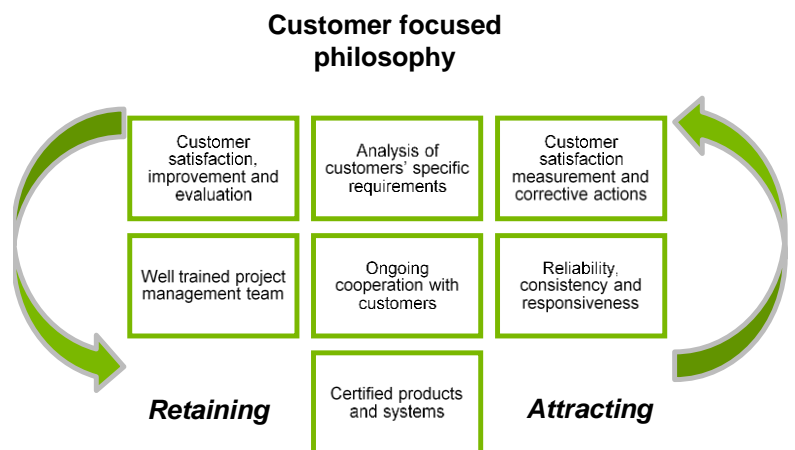 Customer focused
philosophy
Customer
satisfaction,
improvement and
evaluation
Analysis of
customers' specific
requirements
Customer
satisfaction
measurement and
corrective actions
Well trained project
management team
Ongoing
cooperation with
customers
Reliability,
consistency and
responsiveness
Certified products
and systems
Retaining
Attracting